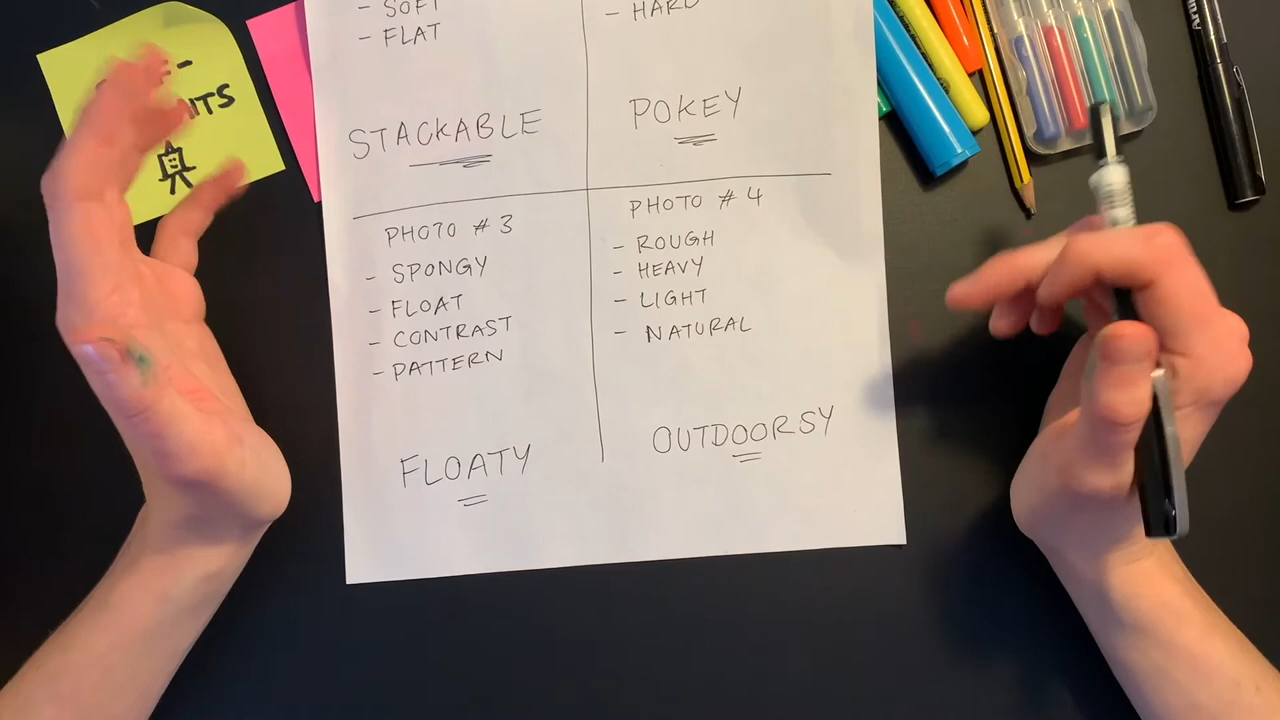 - SOFT
- FLAT
STACKABLE
- HARD
POKEY
PHOTO # 3
- SPONGY
- FLOAT
- CONTRAST
- PATTERN
FLOATY
PHOTO # 4
- ROUGH
- HEAVY
- LIGHT
- NATURAL
OUTDOORSY